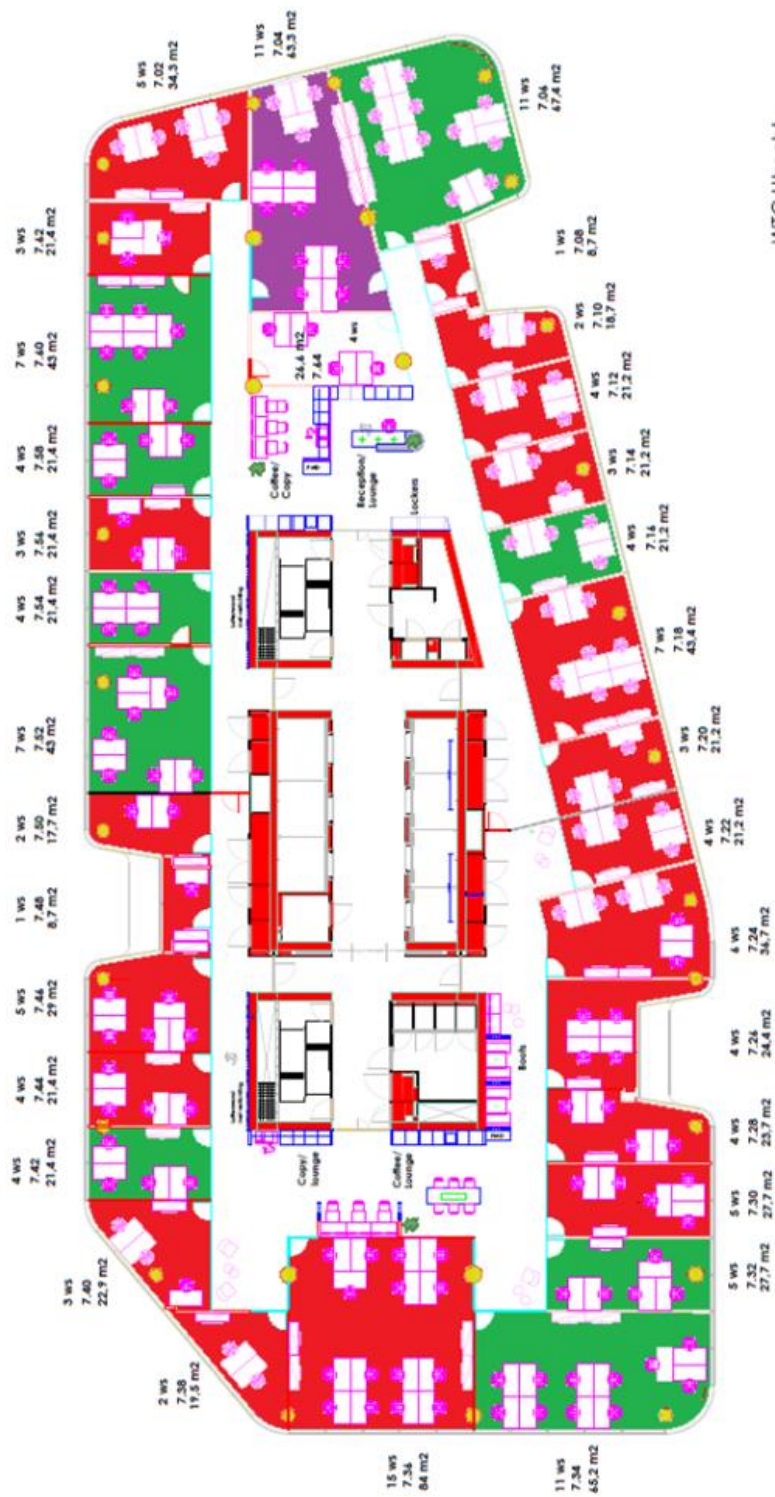 2 ws
7.38
19,5 m2
3 ws
7.40
22,9 m2
4 ws
7.42
21,4 m2
4 ws
7.44
21,4 m2
5 ws
7.46
29 m2
1 ws
7.48
8,7 m2
2 ws
7.50
17,7 m2
7 ws
7.52
43 m2
4 ws
7.54
21,4 m2
3 ws
7.56
21,4 m2
4 ws
7.58
21,4 m2
7 ws
7.60
43 m2
3 ws
7.62
21,4 m2
5 ws
7.02
34,3 m2
11 ws
7.04
63,3 m2
Copy/
lounge
Coffee/
Copy
26,6 m2
7.64
4 ws
Coffee/
Lounge
Reception/
Lounge
Lockers
Boots
15 ws
7.36
84 m2
11 ws
7.34
65,2 m2
5 ws
7.32
27,7 m2
5 ws
7.30
27,7 m2
4 ws
7.28
23,7 m2
4 ws
7.26
24,4 m2
6 ws
7.24
36,7 m2
4 ws
7.22
21,2 m2
3 ws
7.20
21,2 m2
7 ws
7.18
43,4 m2
4 ws
7.16
21,2 m2
3 ws
7.14
21,2 m2
4 ws
7.12
21,2 m2
2 ws
7.10
18,7 m2
1 ws
7.08
8,7 m2
11 ws
7.06
67,4 m2